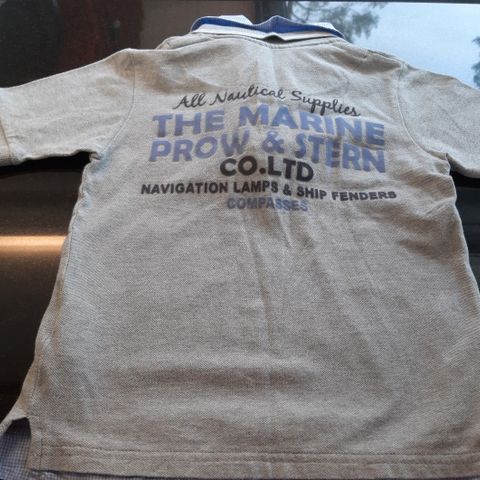 All Nautical Supplies
THE MARINE
PROW & STERN
CO.LTD
NAVIGATION LAMPS & SHIP FENDERS
COMPASSES